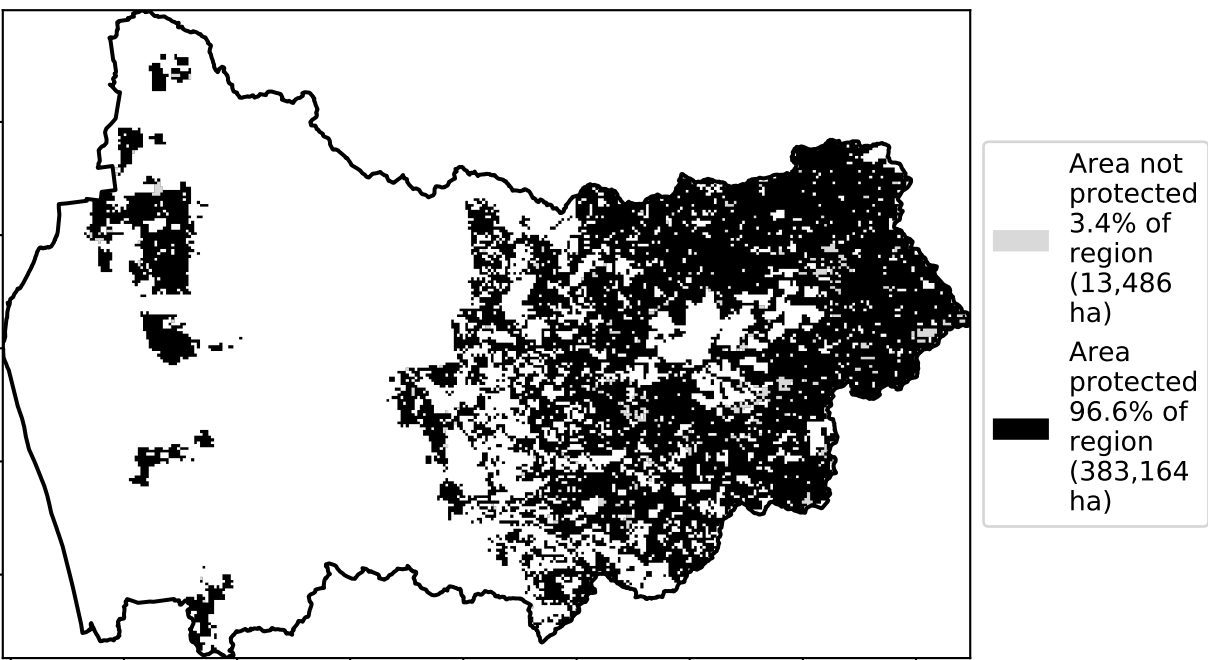 Area not
protected
3.4% of
region
(13,486
ha)
Area
protected
96.6% of
region
(383,164
ha)